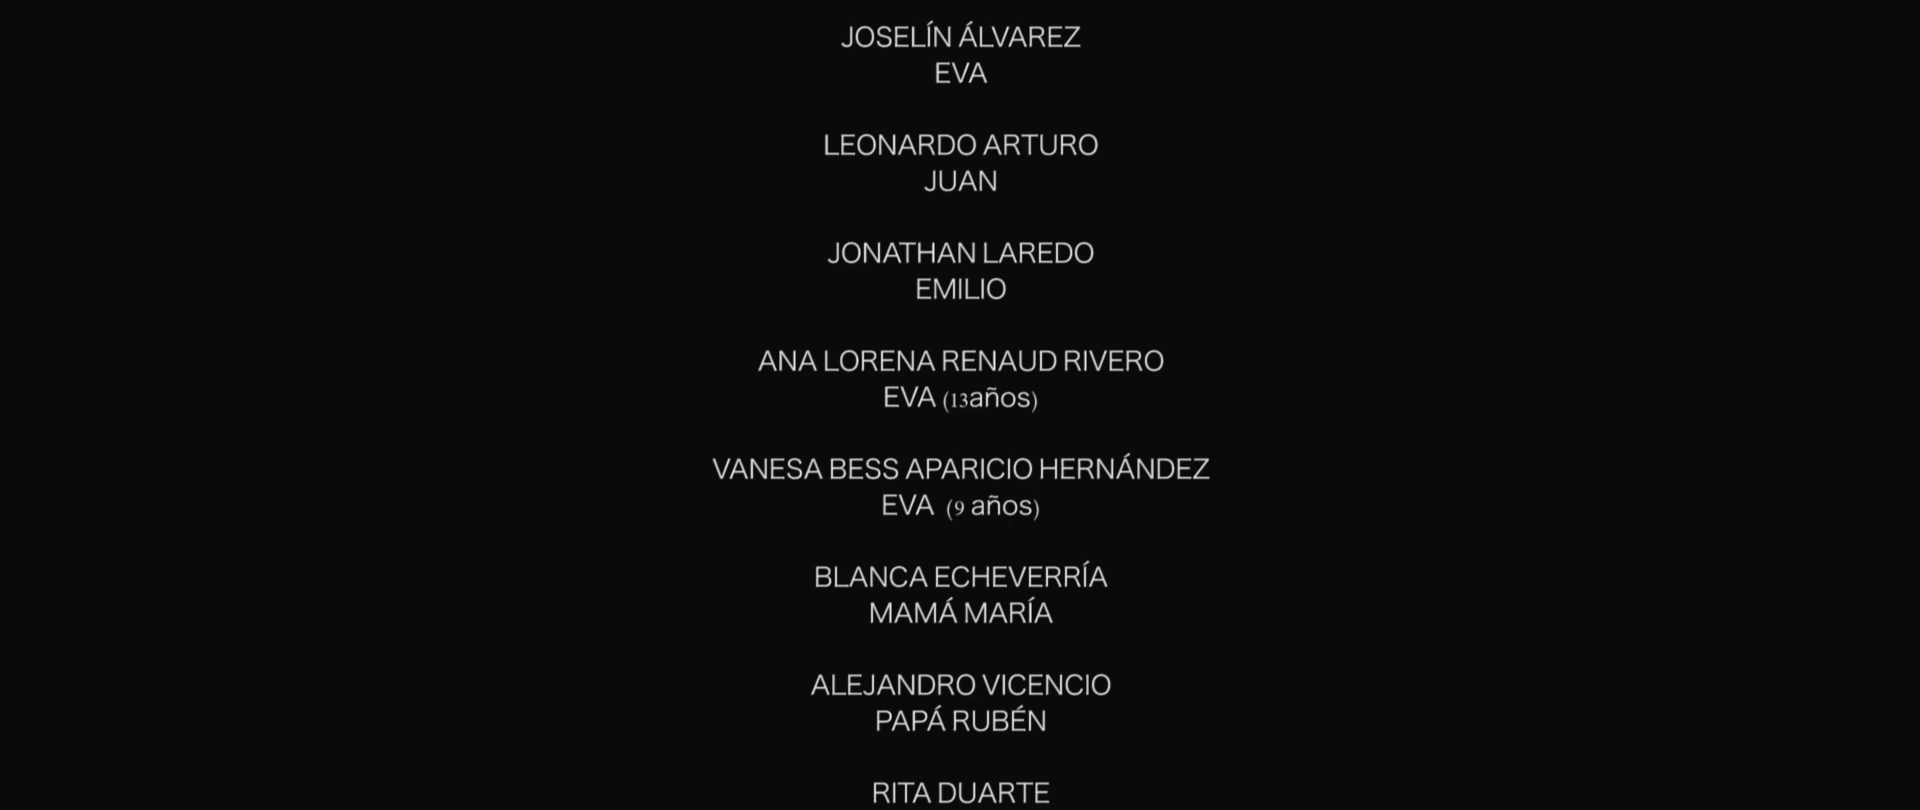 JOSELÍN ÁLVAREZ
EVA
LEONARDO ARTURO
JUAN
JONATHAN LAREDO
EMILIO
ANA LORENA RENAUD RIVERO
EVA (13años)
VANESA BESS APARICIO HERNÁNDEZ
EVA (9 años)
BLANCA ECHEVERRÍA
MAMÁ MARÍA
ALEJANDRO VICENCIO
PAPÁ RUBÉN
RITA DUARTE